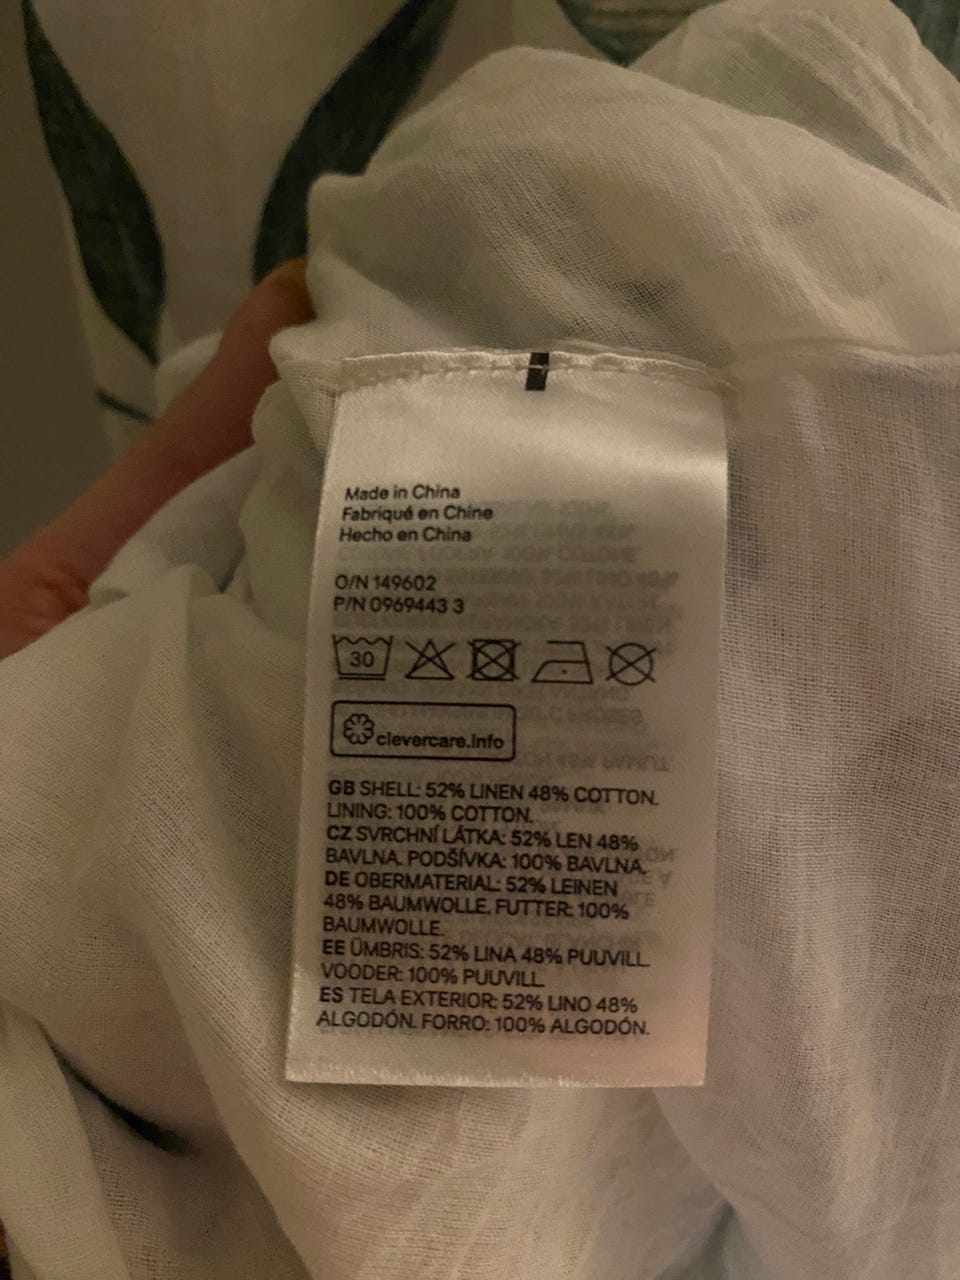 Made in China
Fabriqué en Chine
Hecho en China
O/N 149602
P/N 0969443 3
30
clevercare.info
GB SHELL: 52% LINEN 48% COTTON.
LINING: 100% COTTON.
CZ SVRCHNÍ LÁTKA: 52% LEN 48%
BAVLNA. PODŠÍVKA: 100% BAVLNA.
DE OBERMATERIAL: 52% LEINEN
48% BAUMWOLLE. FUTTER: 100%
BAUMWOLLE.
EE ÜMBRIS: 52% LINA 48% PUUVILL.
VOODER: 100% PUUVILL.
ES TELA EXTERIOR: 52% LINO 48%
ALGODÓN. FORRO: 100% ALGODÓN.